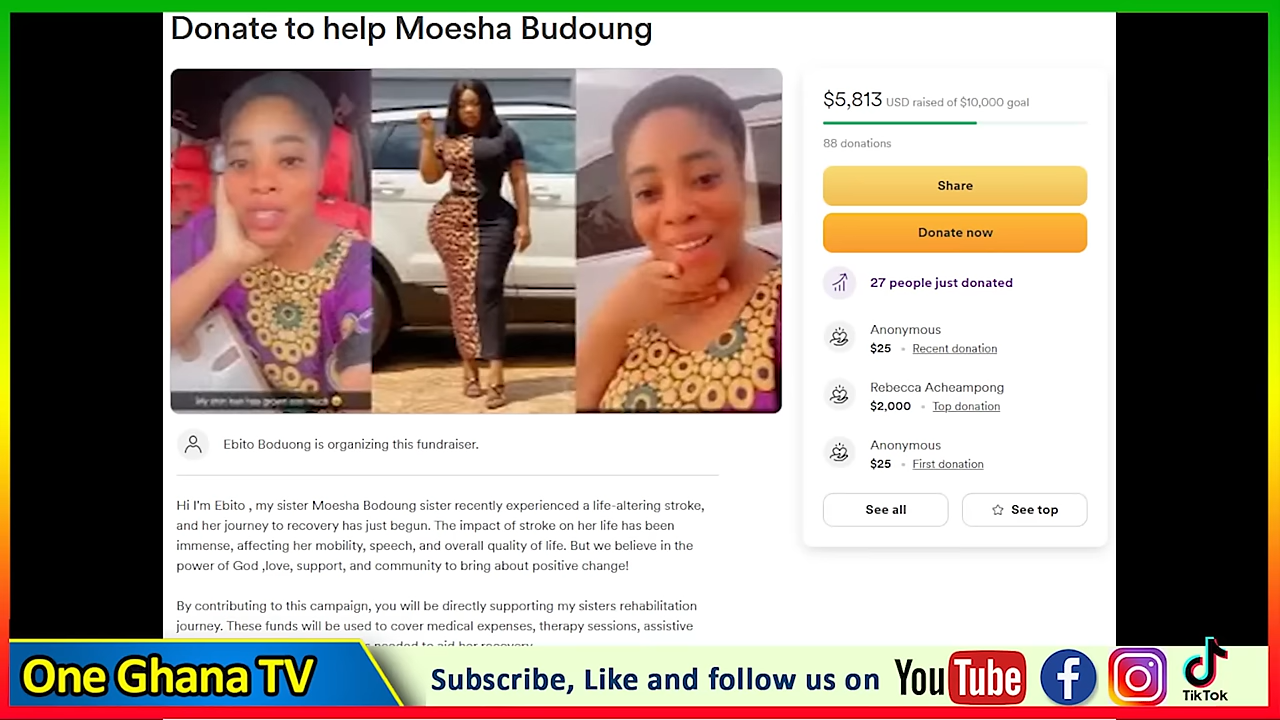 Donate to help Moesha Budoung
$5,813 USD raised of $10,000 goal
88 donations
Share
Donate now
27 people just donated
Anonymous
$25 • Recent donation
Rebecca Acheampong
$2,000 • Top donation
Anonymous
$25 • First donation
See all
See top
Ebito Boduong is organizing this fundraiser.
Hi I'm Ebito , my sister Moesha Bodoung sister recently experienced a life-altering stroke,
and her journey to recovery has just begun. The impact of stroke on her life has been
immense, affecting her mobility, speech, and overall quality of life. But we believe in the
power of God ,love, support, and community to bring about positive change!
By contributing to this campaign, you will be directly supporting my sisters rehabilitation
journey. These funds will be used to cover medical expenses, therapy sessions, assistive
needed to aid her recovery.
One Ghana TV
Subscribe, Like and follow us on YouTube
TikTok